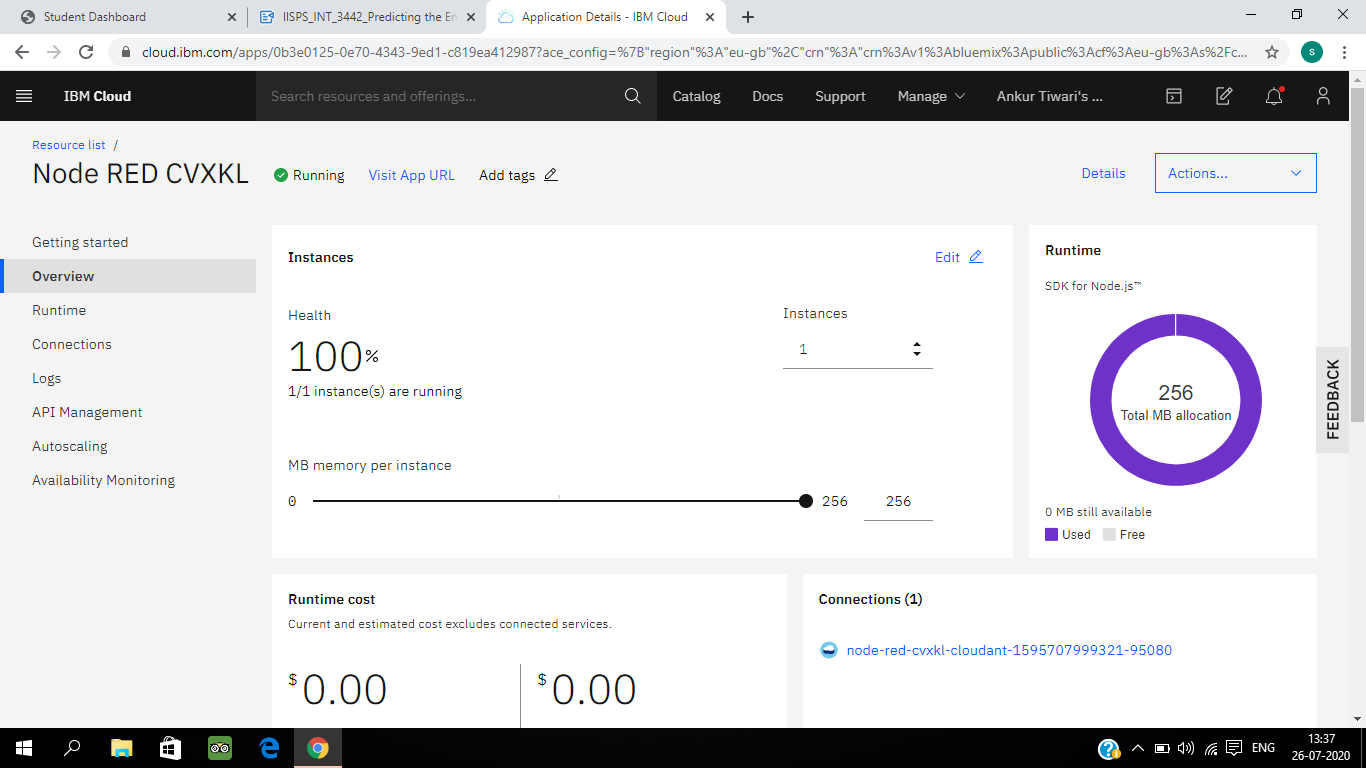 Student Dashboard
IISPS_INT_3442_Predicting the En
Application Details - IBM Cloud
cloud.ibm.com/apps/0b3e0125-0e70-4343-9ed1-c819ea412987?ace_config=%7B"region"%3A"eu-gb"%2C"crn"%3A"crn%3Av1%3Abluemix%3Apublic%3Acf%3Aeu-gb%3As%2Fc...
s
IBM Cloud
Search resources and offerings...
Catalog
Docs
Support
Manage
Ankur Tiwari's ...
Resource list /
Node RED CVXKL
Running
Visit App URL
Add tags
Details
Actions...
Getting started
Overview
Runtime
Connections
Logs
API Management
Autoscaling
Availability Monitoring
Instances
Edit
Health
100%
1/1 instance(s) are running
Instances
1
MB memory per instance
0
256
256
Runtime
SDK for Node.js™
256
Total MB allocation
0 MB still available
Used
Free
FEEDBACK
Runtime cost
Current and estimated cost excludes connected services.
$0.00
$0.00
Connections (1)
node-red-cvxkl-cloudant-1595707999321-95080
ENG
13:37
26-07-2020